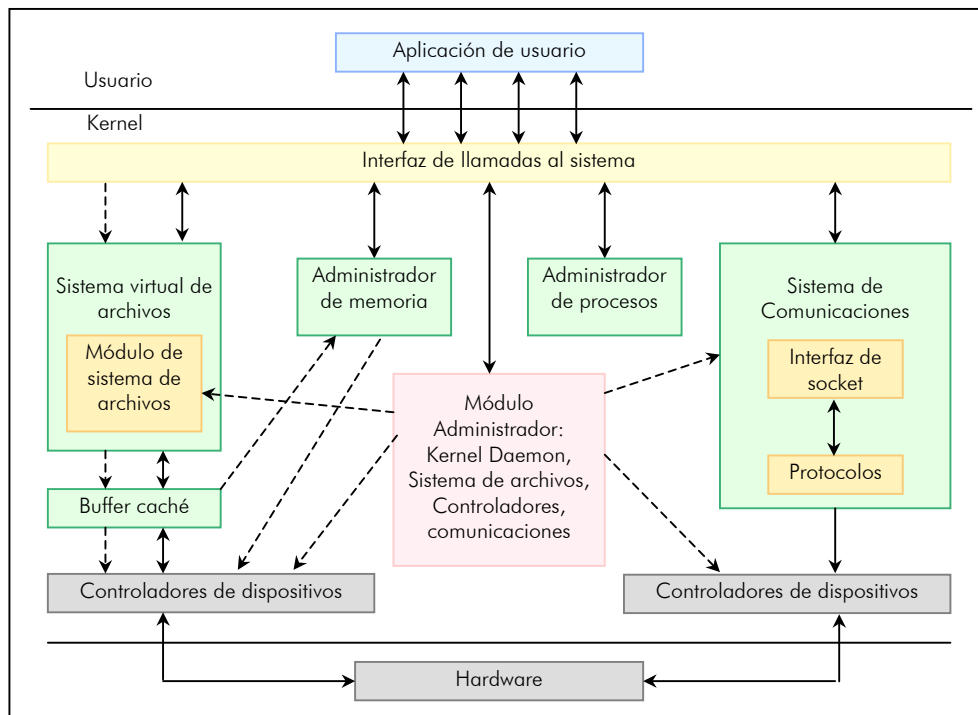 Aplicación de usuario
Usuario
Kernel
Interfaz de llamadas al sistema
Sistema virtual de
archivos
Módulo de
sistema de
archivos
Administrador
de memoria
Administrador
de procesos
Sistema de
Comunicaciones
Interfaz de
socket
Protocolos
Módulo
Administrador:
Kernel Daemon,
Sistema de archivos,
Controladores,
comunicaciones
Buffer caché
Controladores de dispositivos
Controladores de dispositivos
Hardware